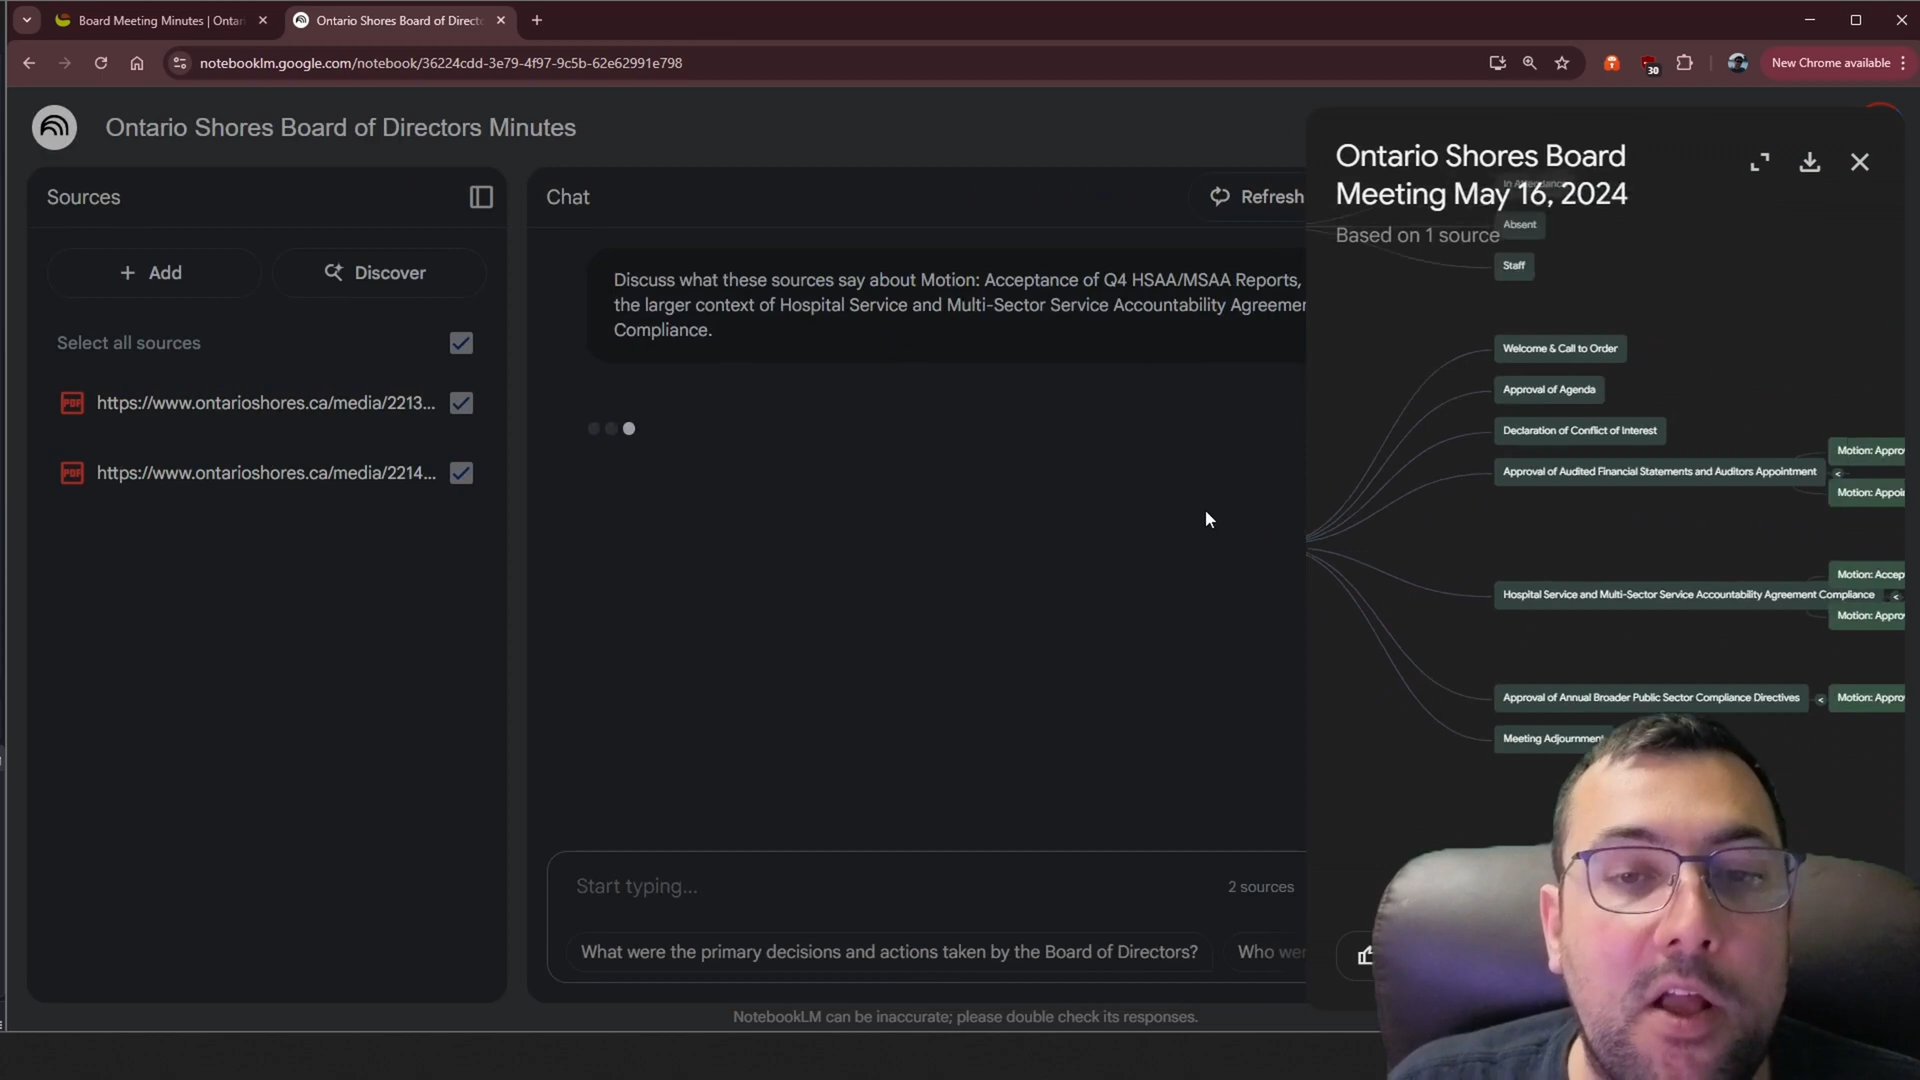 Board Meeting Minutes | Ontar
Ontario Shores Board of Direct
notebooklm.google.com/notebook/36224cdd-3e79-4f97-9c5b-62e62991e798
30
New Chrome available
Ontario Shores Board of Directors Minutes
Sources
Add
Discover
Select all sources
PDF https://www.ontarioshores.ca/media/2213...
PDF https://www.ontarioshores.ca/media/2214...
Chat
Refresh
Discuss what these sources say about Motion: Acceptance of Q4 HSAA/MSAA Reports,
the larger context of Hospital Service and Multi-Sector Service Accountability Agreemen
Compliance.
Start typing...
2 sources
What were the primary decisions and actions taken by the Board of Directors?
Who wer
NotebookLM can be inaccurate; please double check its responses.
Ontario Shores Board
Meeting May 16, 2024
Based on 1 source
In Attendance
Absent
Staff
Welcome & Call to Order
Approval of Agenda
Declaration of Conflict of Interest
Approval of Audited Financial Statements and Auditors Appointment
<
Motion: Appro
Motion: Appoi
Hospital Service and Multi-Sector Service Accountability Agreement Compliance
<
Motion: Accep
Motion: Appro
Approval of Annual Broader Public Sector Compliance Directives
<
Motion: Appro
Meeting Adjournment